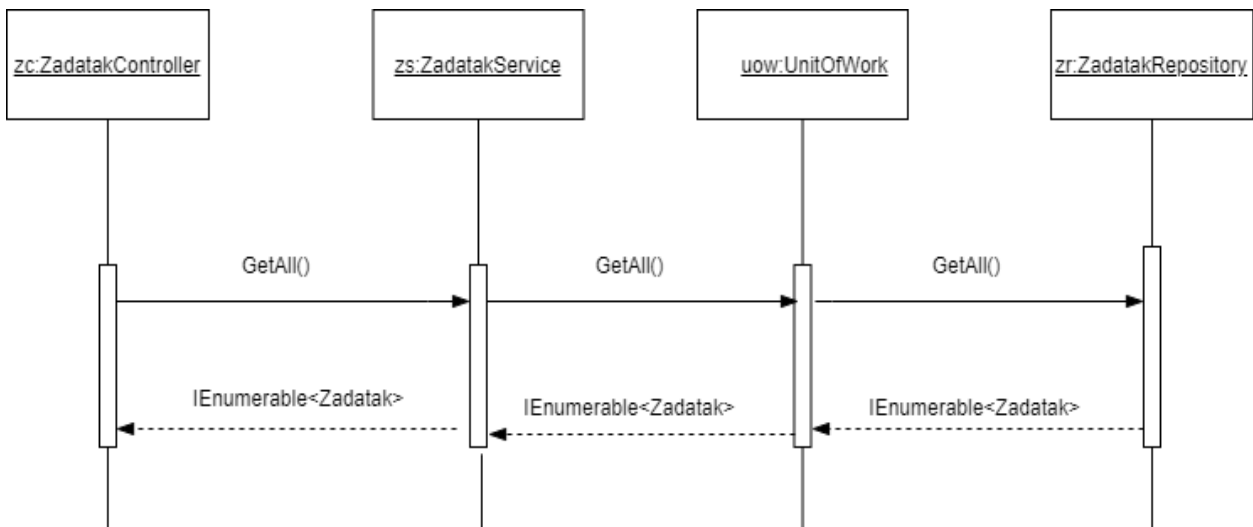 zc:ZadatakController
zs:ZadatakService
uow:UnitOfWork
zr:ZadatakRepository
GetAll()
GetAll()
GetAll()
IEnumerable<Zadatak>
IEnumerable<Zadatak>
IEnumerable<Zadatak>